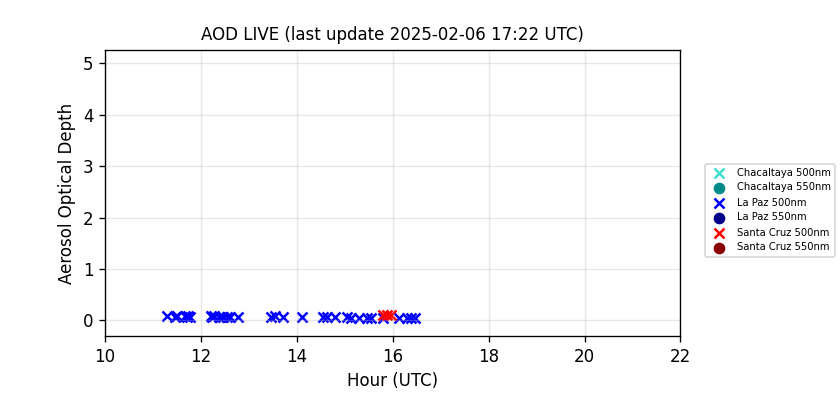 AOD LIVE (last update 2025-02-06 17:22 UTC)
Aerosol Optical Depth
5
4
3
2
1
0
10 12 14 16 18 20 22
Hour (UTC)
Chacaltaya 500nm
Chacaltaya 550nm
La Paz 500nm
La Paz 550nm
Santa Cruz 500nm
Santa Cruz 550nm